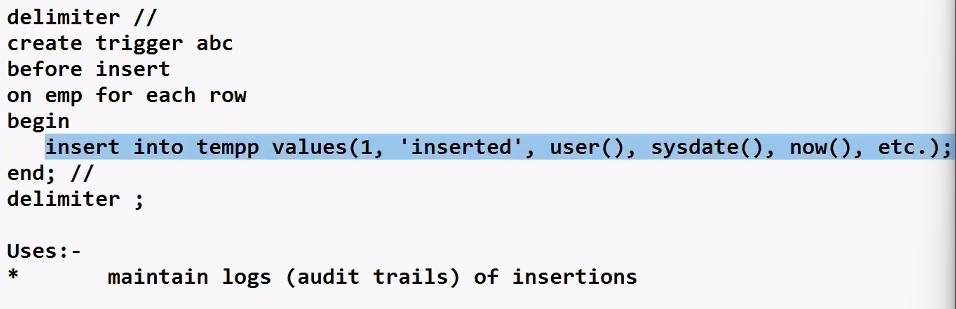 delimiter //
create trigger abc
before insert
on emp for each row
begin
   insert into tempp values(1, 'inserted', user(), sysdate(), now(), etc.);
end; //
delimiter ;

Uses:-
*       maintain logs (audit trails) of insertions